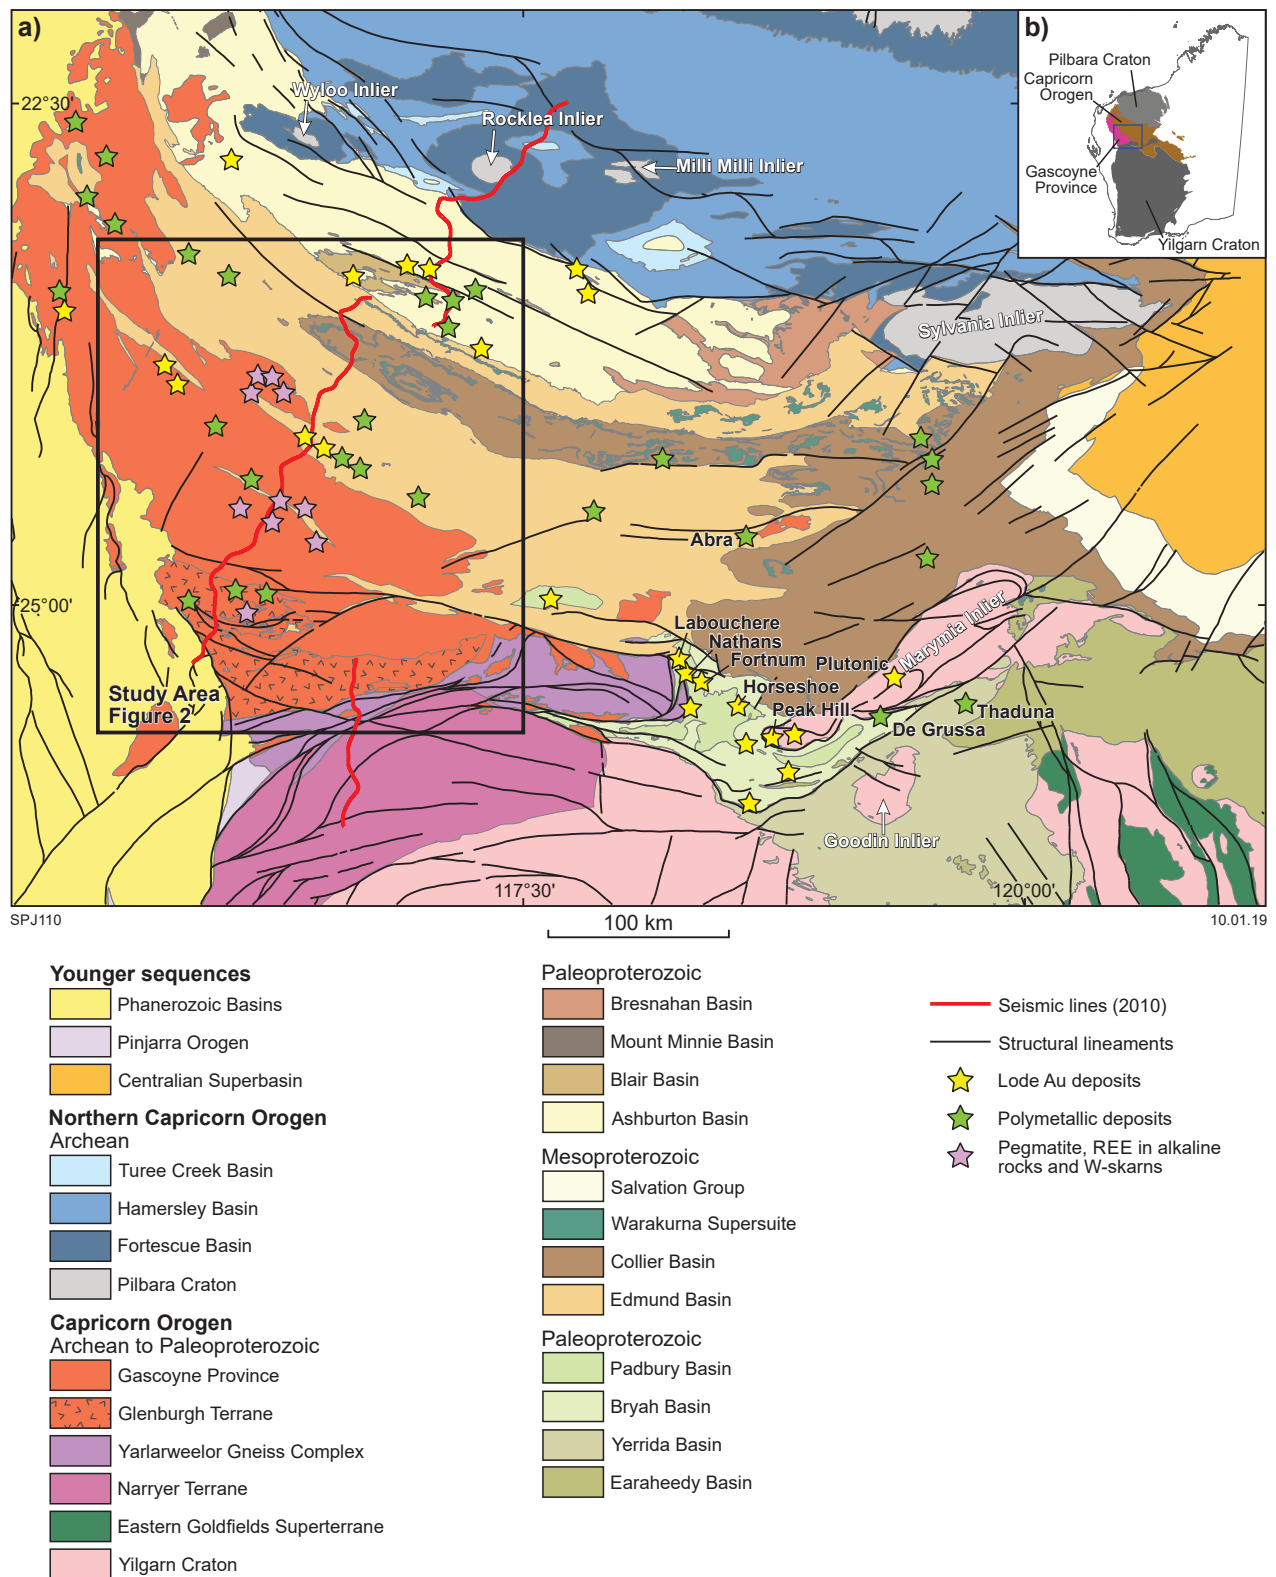 a)
b)
Pilbara Craton
Capricorn
Orogen
Gascoyne
Province
Yilgarn Craton
22°30'
Wyloo Inlier
Rocklea Inlier
Milli Milli Inlier
Sylvania Inlier
Abra
25°00'
Labouchere
Nathans
Fortnum
Plutonic
Marymia Inlier
Horseshoe
Peak Hill
Thaduna
De Grussa
Study Area
Figure 2
Goodin Inlier
117°30'
120°00'
SPJ110
100 km
10.01.19
Younger sequences
Phanerozoic Basins
Pinjarra Orogen
Centralian Superbasin
Northern Capricorn Orogen
Archean
Turee Creek Basin
Hamersley Basin
Fortescue Basin
Pilbara Craton
Capricorn Orogen
Archean to Paleoproterozoic
Gascoyne Province
Glenburgh Terrane
Yarlarweelor Gneiss Complex
Narryer Terrane
Eastern Goldfields Superterrane
Yilgarn Craton
Paleoproterozoic
Bresnahan Basin
Mount Minnie Basin
Blair Basin
Ashburton Basin
Mesoproterozoic
Salvation Group
Warakurna Supersuite
Collier Basin
Edmund Basin
Paleoproterozoic
Padbury Basin
Bryah Basin
Yerrida Basin
Earaheedy Basin
Seismic lines (2010)
Structural lineaments
Lode Au deposits
Polymetallic deposits
Pegmatite, REE in alkaline
rocks and W-skarns